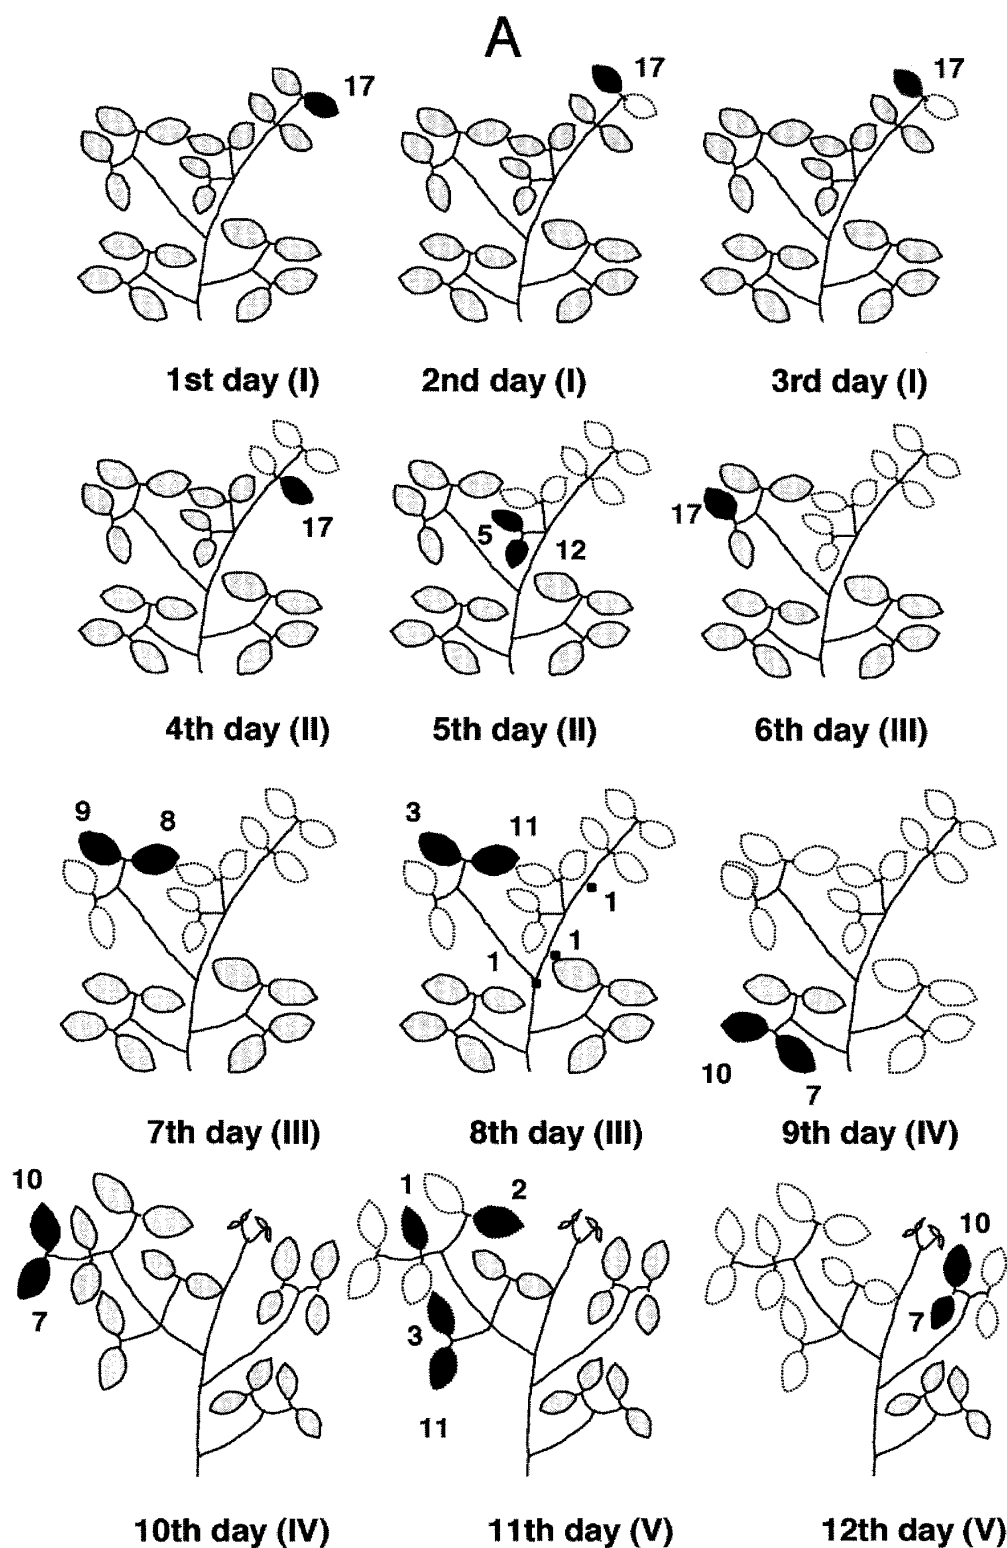 A
17 17 17
1st day (I) 2nd day (I) 3rd day (I)
17 5 12 17
4th day (II) 5th day (II) 6th day (III)
9 8 3 11
1
1 1
10 7
7th day (III) 8th day (III) 9th day (IV)
10 1 2 10
7 3 7
11
10th day (IV) 11th day (V) 12th day (V)